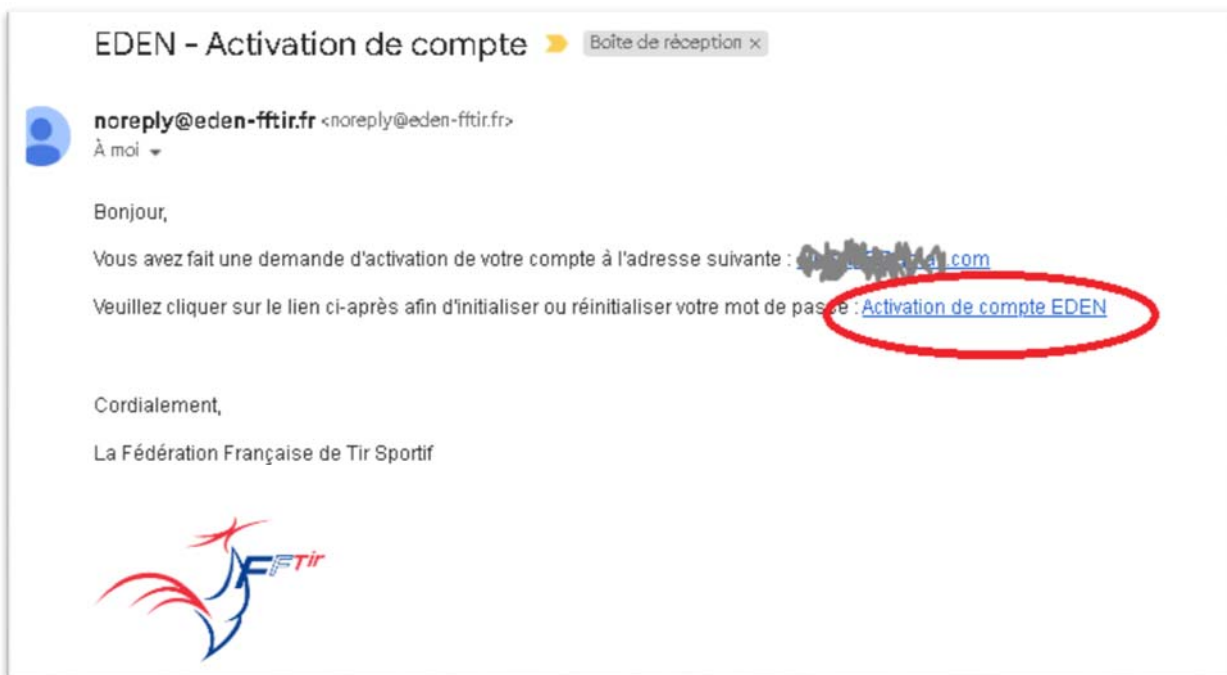 EDEN - Activation de compte
Boîte de réception ×
noreply@eden-fftir.fr <noreply@eden-fftir.fr>
À moi
Bonjour,
Vous avez fait une demande d'activation de votre compte à l'adresse suivante : .com
Veuillez cliquer sur le lien ci-après afin d'initialiser ou réinitialiser votre mot de passe : Activation de compte EDEN
Cordialement,
La Fédération Française de Tir Sportif
FFTir